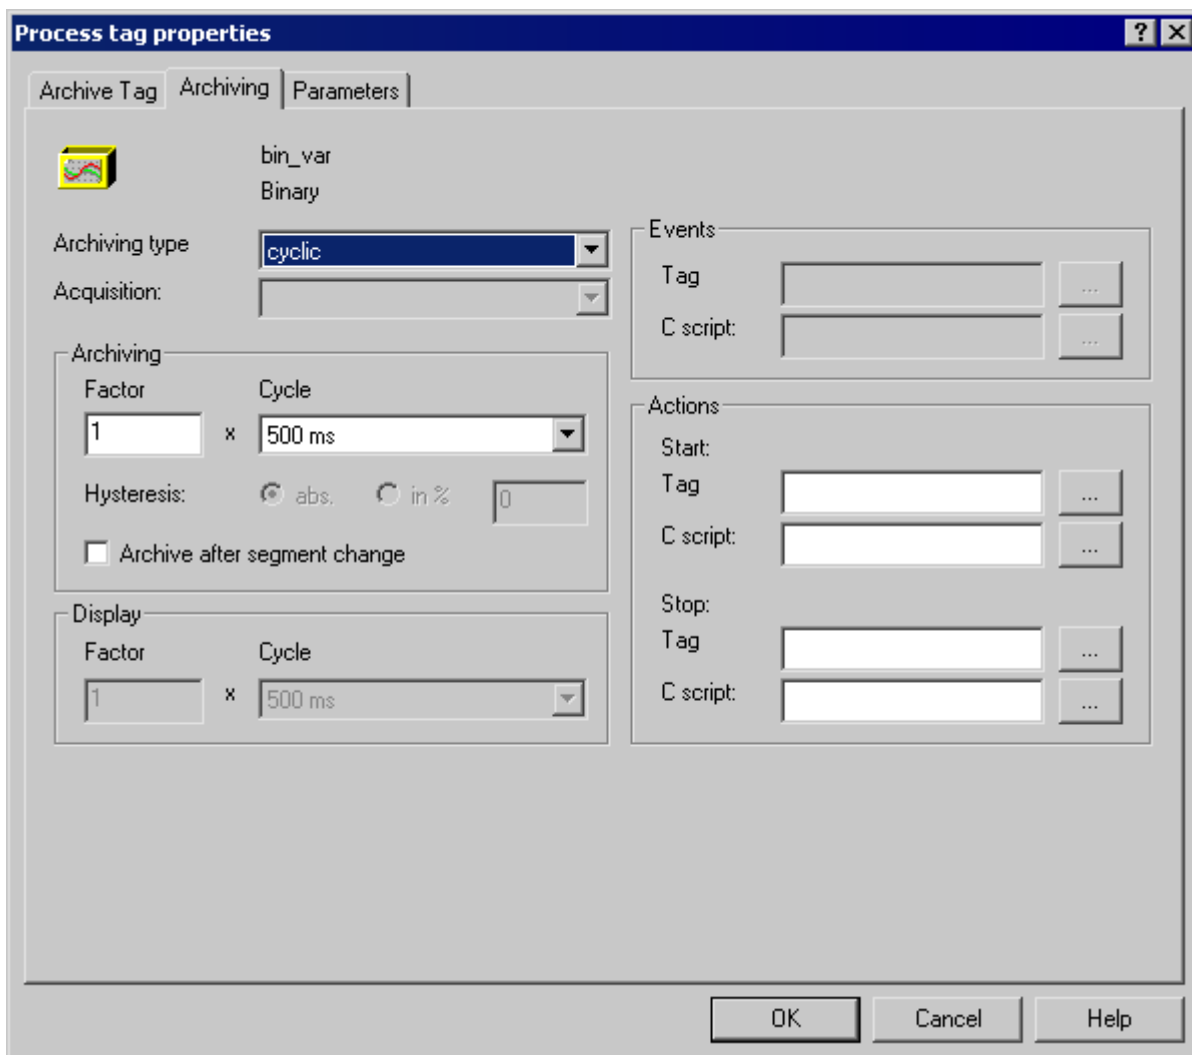 Process tag properties
Archive Tag Archiving Parameters
bin_var
Binary
Archiving type cyclic
Acquisition:
Archiving
Factor Cycle
1 x 500 ms
Hysteresis: abs. in % 0
Archive after segment change
Display
Factor Cycle
1 x 500 ms
Events
Tag ...
C script: ...
Actions
Start:
Tag ...
C script: ...
Stop:
Tag ...
C script: ...
OK Cancel Help